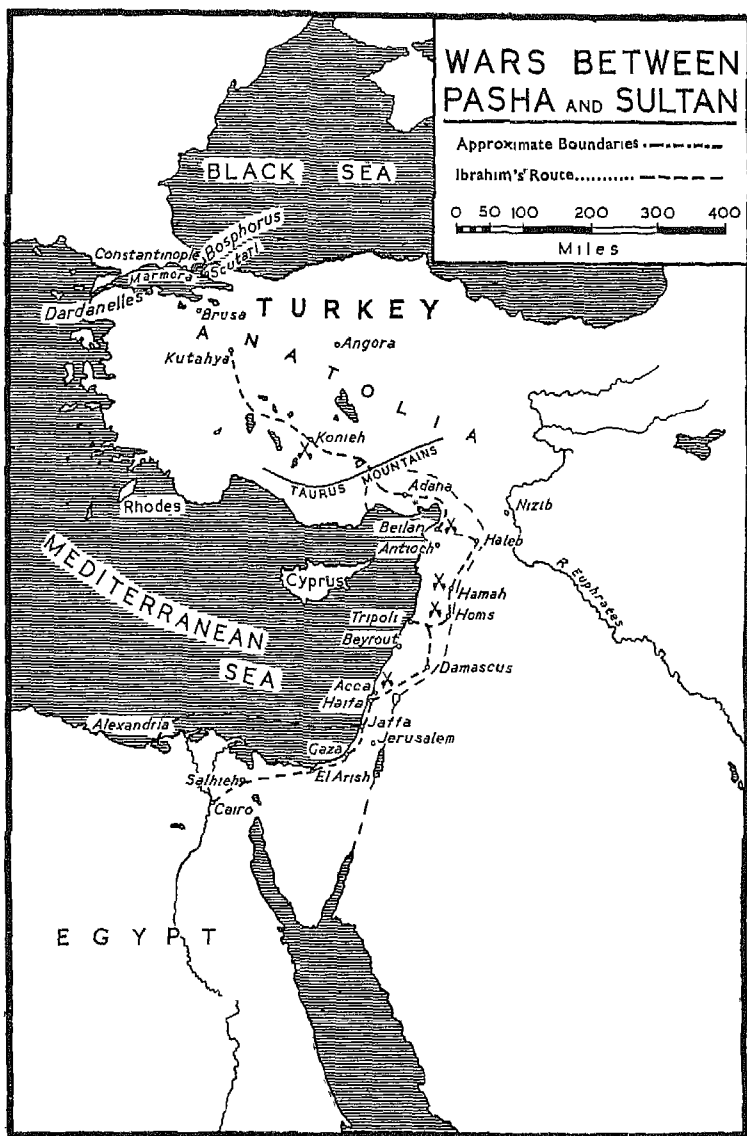 WARS BETWEEN
PASHA AND SULTAN
Approximate Boundaries
Ibrahim's Route..........
0 50 100 200 300 400
Miles
BLACK SEA
Bosphorus
Constantinople
Scutari
Marmora
Dardanelles
Brusa
TURKEY
ANATOLIA
Angora
Kutahya
Konieh
TAURUS MOUNTAINS
Adana
Nizib
Rhodes
Beilan
Haleb
Antioch
R Euphrates
MEDITERRANEAN
SEA
Cyprus
Hamah
Tripoli
Homs
Beyrout
Damascus
Acca
Haifa
Alexandria
Jaffa
Jerusalem
Gaza
El Arish
Salhieh
Cairo
EGYPT